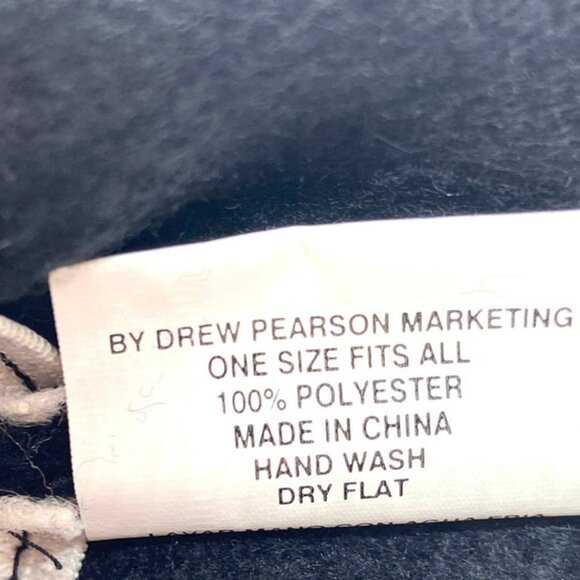 BY DREW PEARSON MARKETING
ONE SIZE FITS ALL
100% POLYESTER
MADE IN CHINA
HAND WASH
DRY FLAT